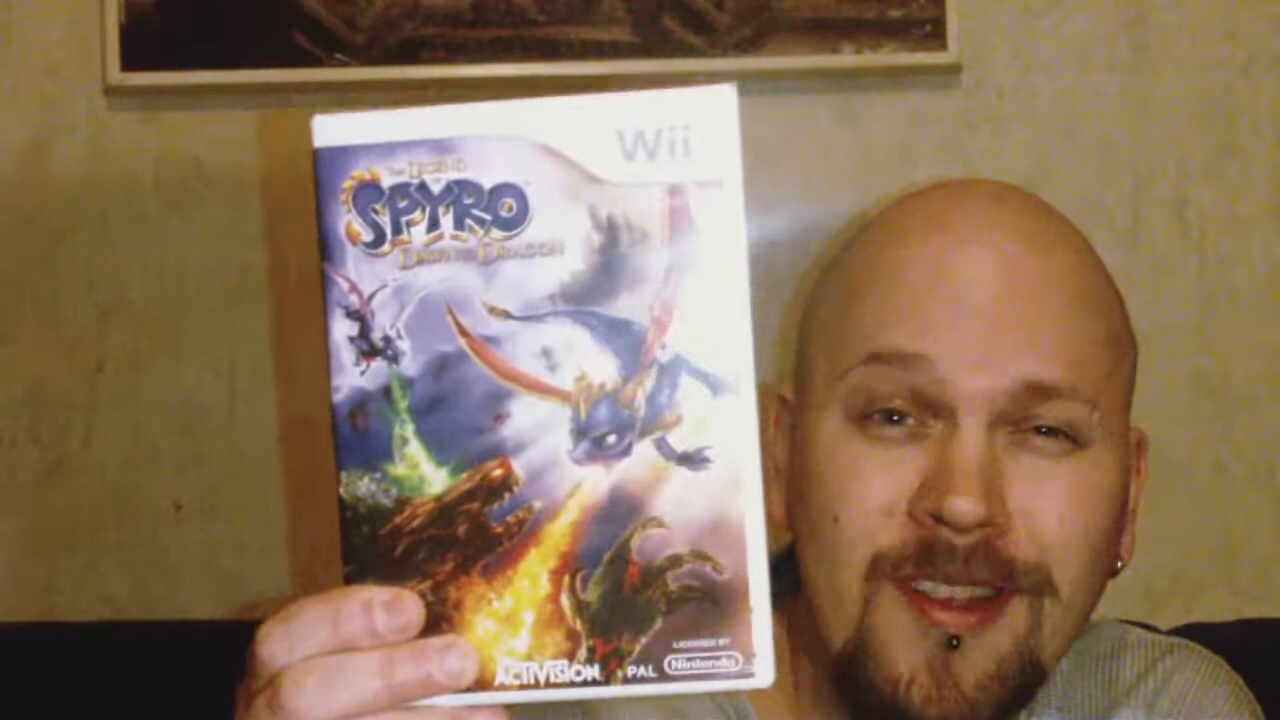 Wii
THE LEGEND
OF
SPYRO
DAWN OF THE DRAGON
ACTIVISION
PAL
LICENSED BY
Nintendo